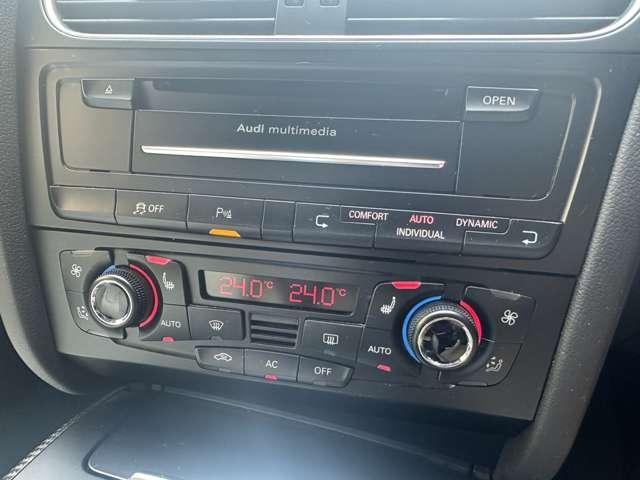 OPEN
Audi multimedia
OFF
P
COMFORT AUTO DYNAMIC
INDIVIDUAL
24.0°C 24.0°C
AUTO
AUTO
AC
OFF